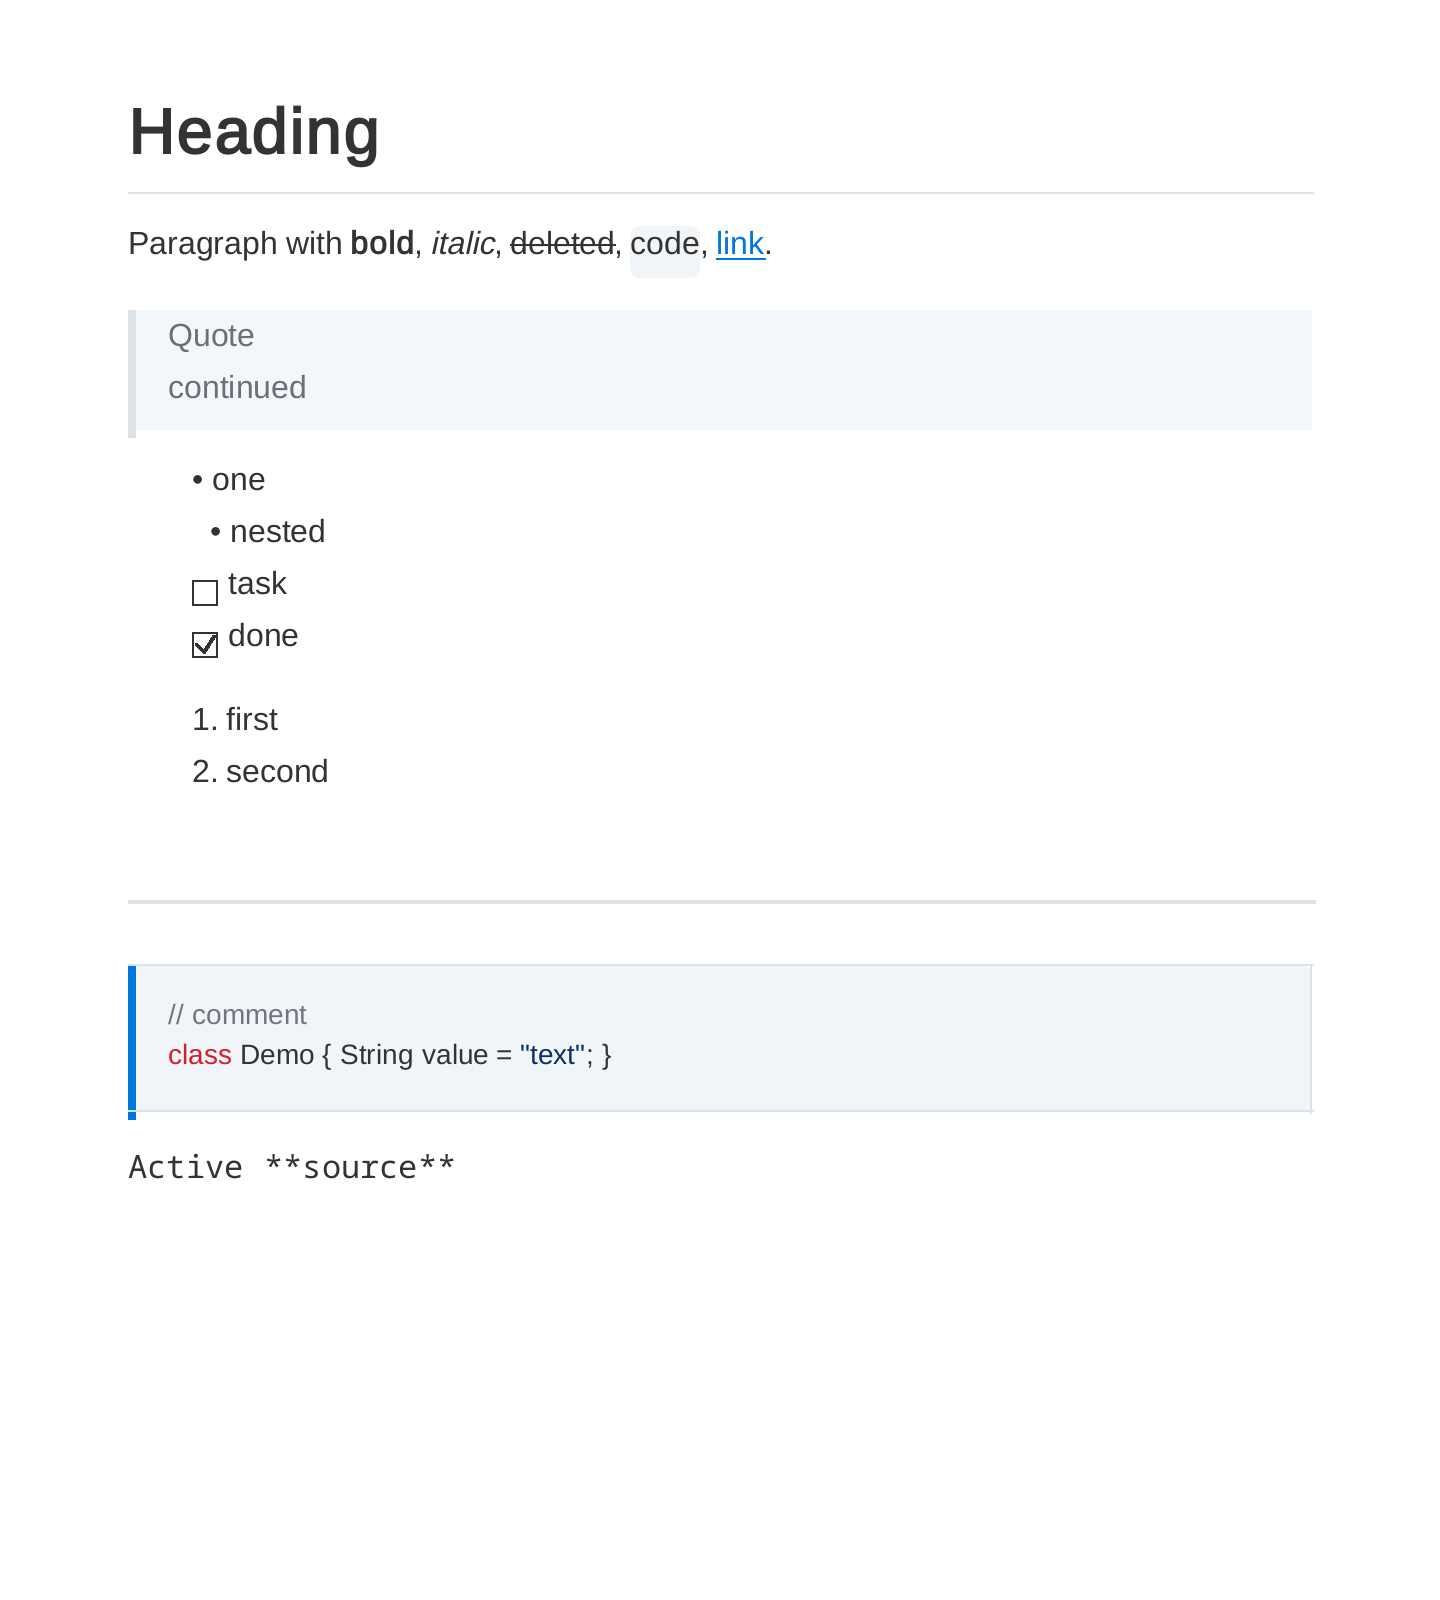 Heading
Paragraph with bold, italic, deleted, code, link.
Quote
continued
• one
• nested
☐ task
☑ done
1. first
2. second
// comment
class Demo { String value = "text"; }
Active **source**